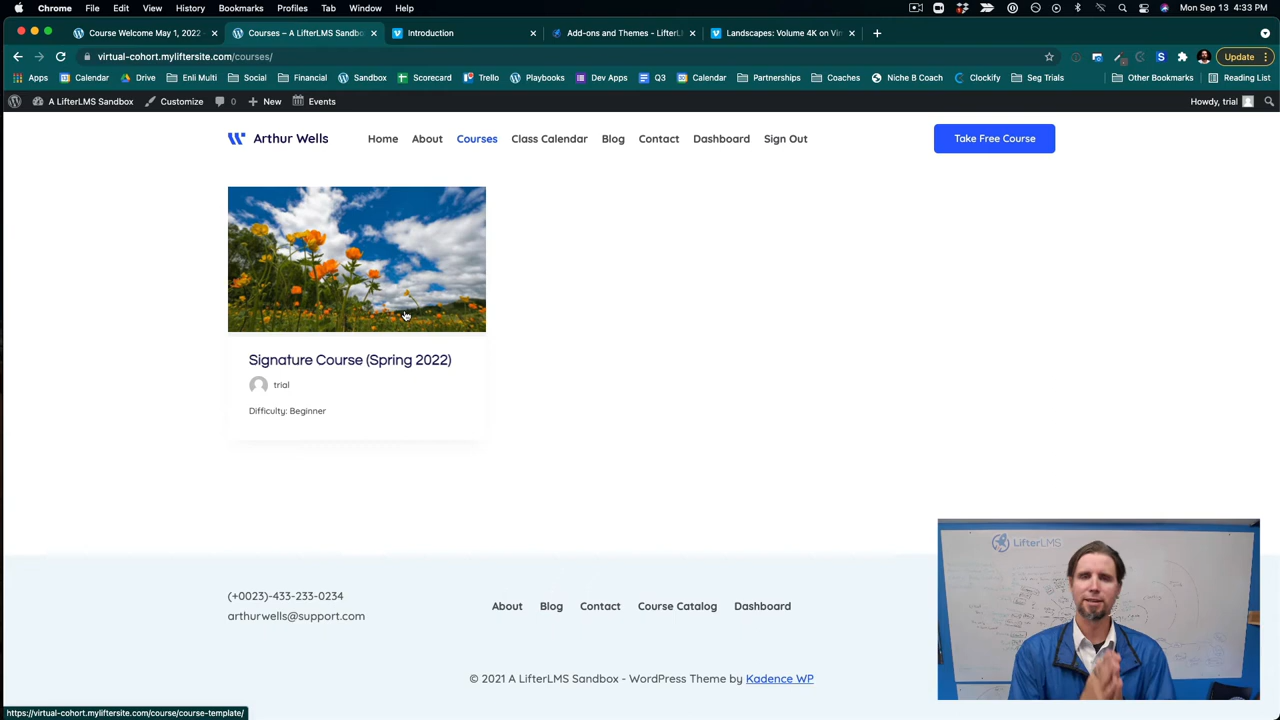 Chrome File Edit View History Bookmarks Profiles Tab Window Help Mon Sep 13 4:33 PM
Course Welcome May 1, 2022 - Courses – A LifterLMS Sandbo Introduction Add-ons and Themes - LifterL Landscapes: Volume 4K on Vim
virtual-cohort.myliftersite.com/courses/ Update
Apps Calendar Drive Enli Multi Social Financial Sandbox Scorecard Trello Playbooks Dev Apps Q3 Calendar Partnerships Coaches Niche B Coach Clockify Seg Trials Other Bookmarks Reading List
A LifterLMS Sandbox Customize 0 New Events Howdy, trial
Arthur Wells Home About Courses Class Calendar Blog Contact Dashboard Sign Out Take Free Course
Signature Course (Spring 2022)
trial
Difficulty: Beginner
LifterLMS
(+0023)-433-233-0234
arthurwells@support.com
About Blog Contact Course Catalog Dashboard
© 2021 A LifterLMS Sandbox - WordPress Theme by Kadence WP
https://virtual-cohort.myliftersite.com/course/course-template/